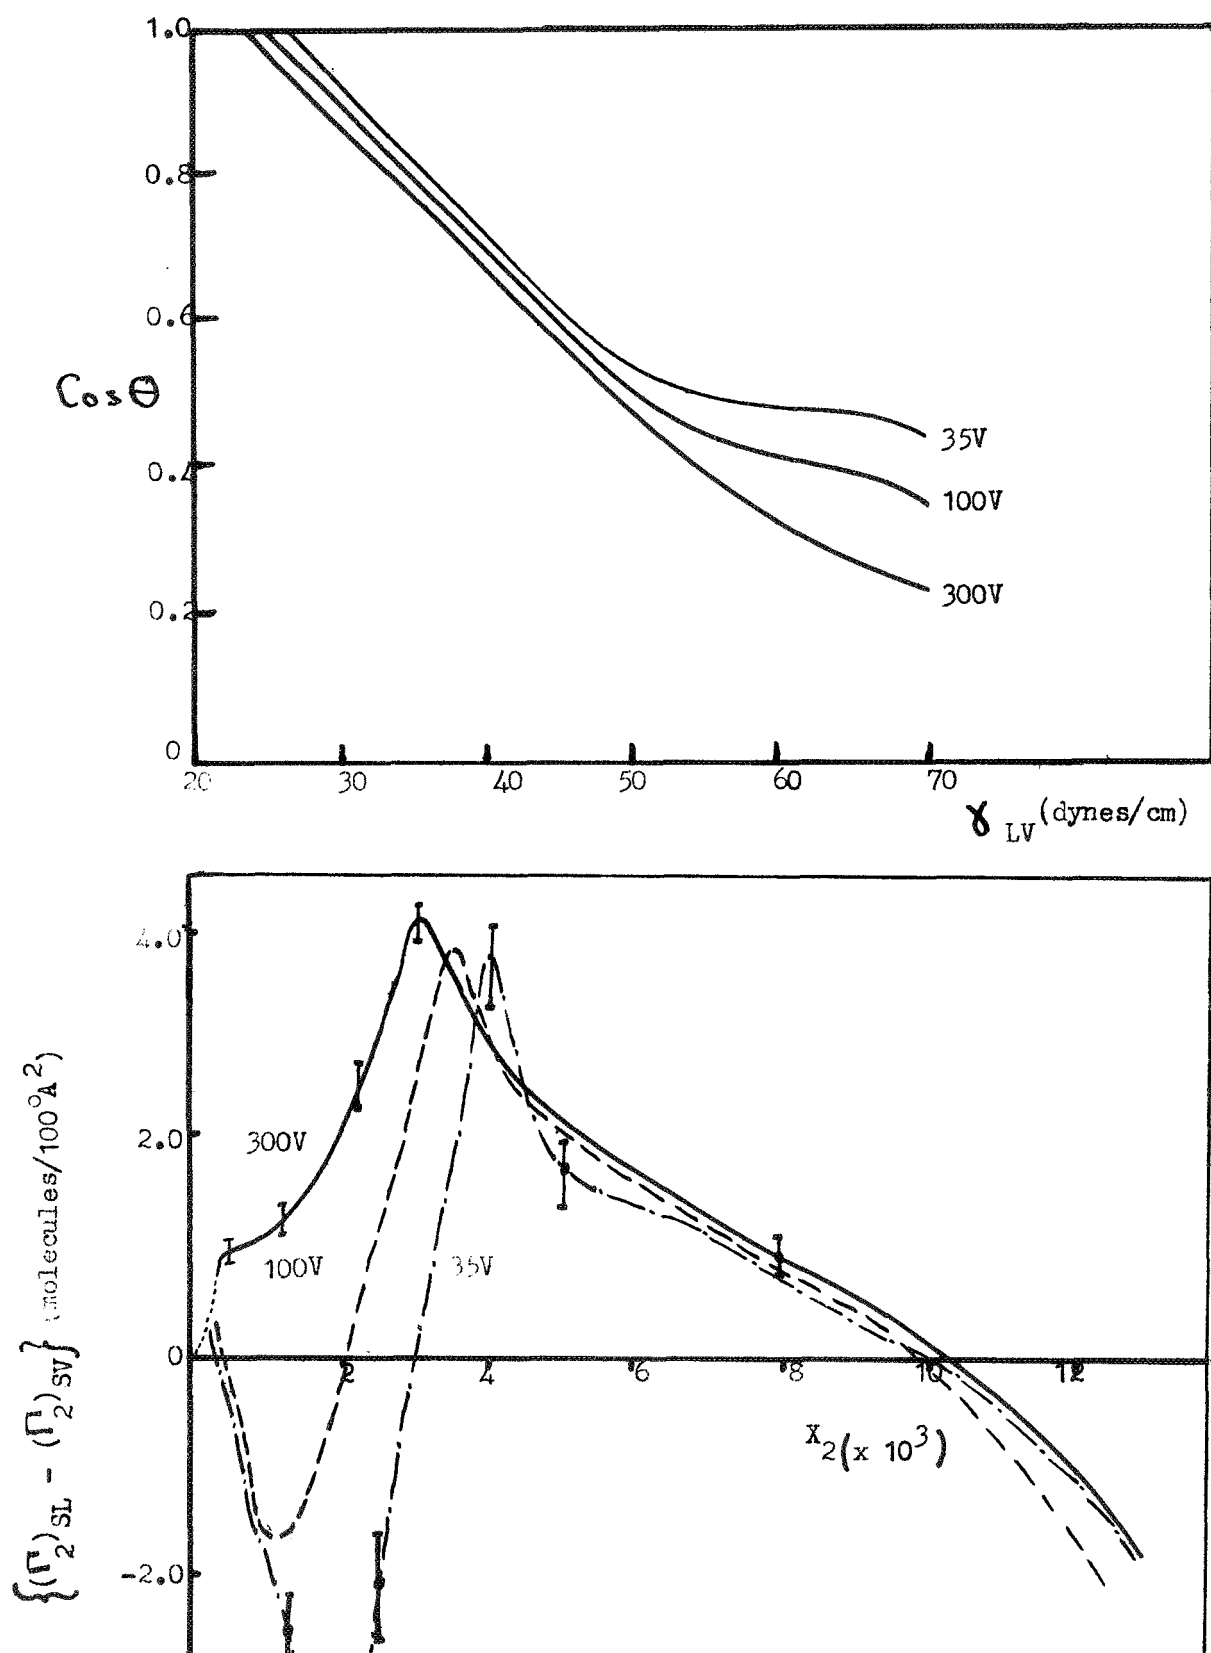 1.0
0.8
0.6
Cos θ
0.4
0.2
0
20 30 40 50 60 70
35V
100V
300V
γ LV (dynes/cm)
4.0
2.0
0
-2.0
300V
100V
35V
2 4 6 8 10 12
X2 (x 10³)
{(Γ2)SL - (Γ2)SV} (molecules/100°A²)